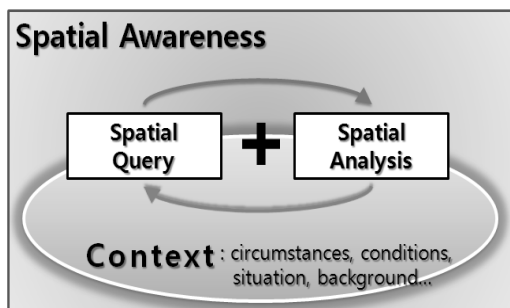 Spatial Awareness
Spatial
Query
+
Spatial
Analysis
Context : circumstances, conditions,
situation, background...